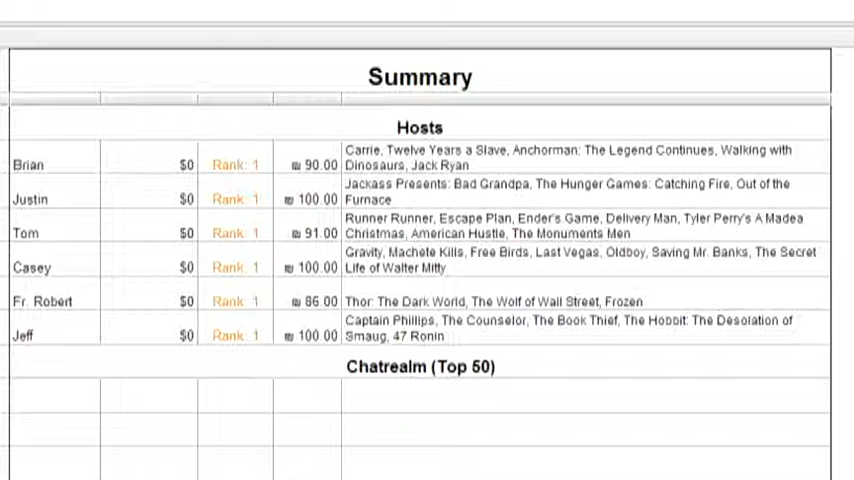 Summary
Hosts
Brian $0 Rank: 1 ₪ 90.00 Carrie, Twelve Years a Slave, Anchorman: The Legend Continues, Walking with
Dinosaurs, Jack Ryan
Justin $0 Rank: 1 ₪ 100.00 Jackass Presents: Bad Grandpa, The Hunger Games: Catching Fire, Out of the
Furnace
Tom $0 Rank: 1 ₪ 91.00 Runner Runner, Escape Plan, Ender's Game, Delivery Man, Tyler Perry's A Madea
Christmas, American Hustle, The Monuments Men
Casey $0 Rank: 1 ₪ 100.00 Gravity, Machete Kills, Free Birds, Last Vegas, Oldboy, Saving Mr. Banks, The Secret
Life of Walter Mitty
Fr. Robert $0 Rank: 1 ₪ 86.00 Thor: The Dark World, The Wolf of Wall Street, Frozen
Jeff $0 Rank: 1 ₪ 100.00 Captain Phillips, The Counselor, The Book Thief, The Hobbit: The Desolation of
Smaug, 47 Ronin
Chatrealm (Top 50)